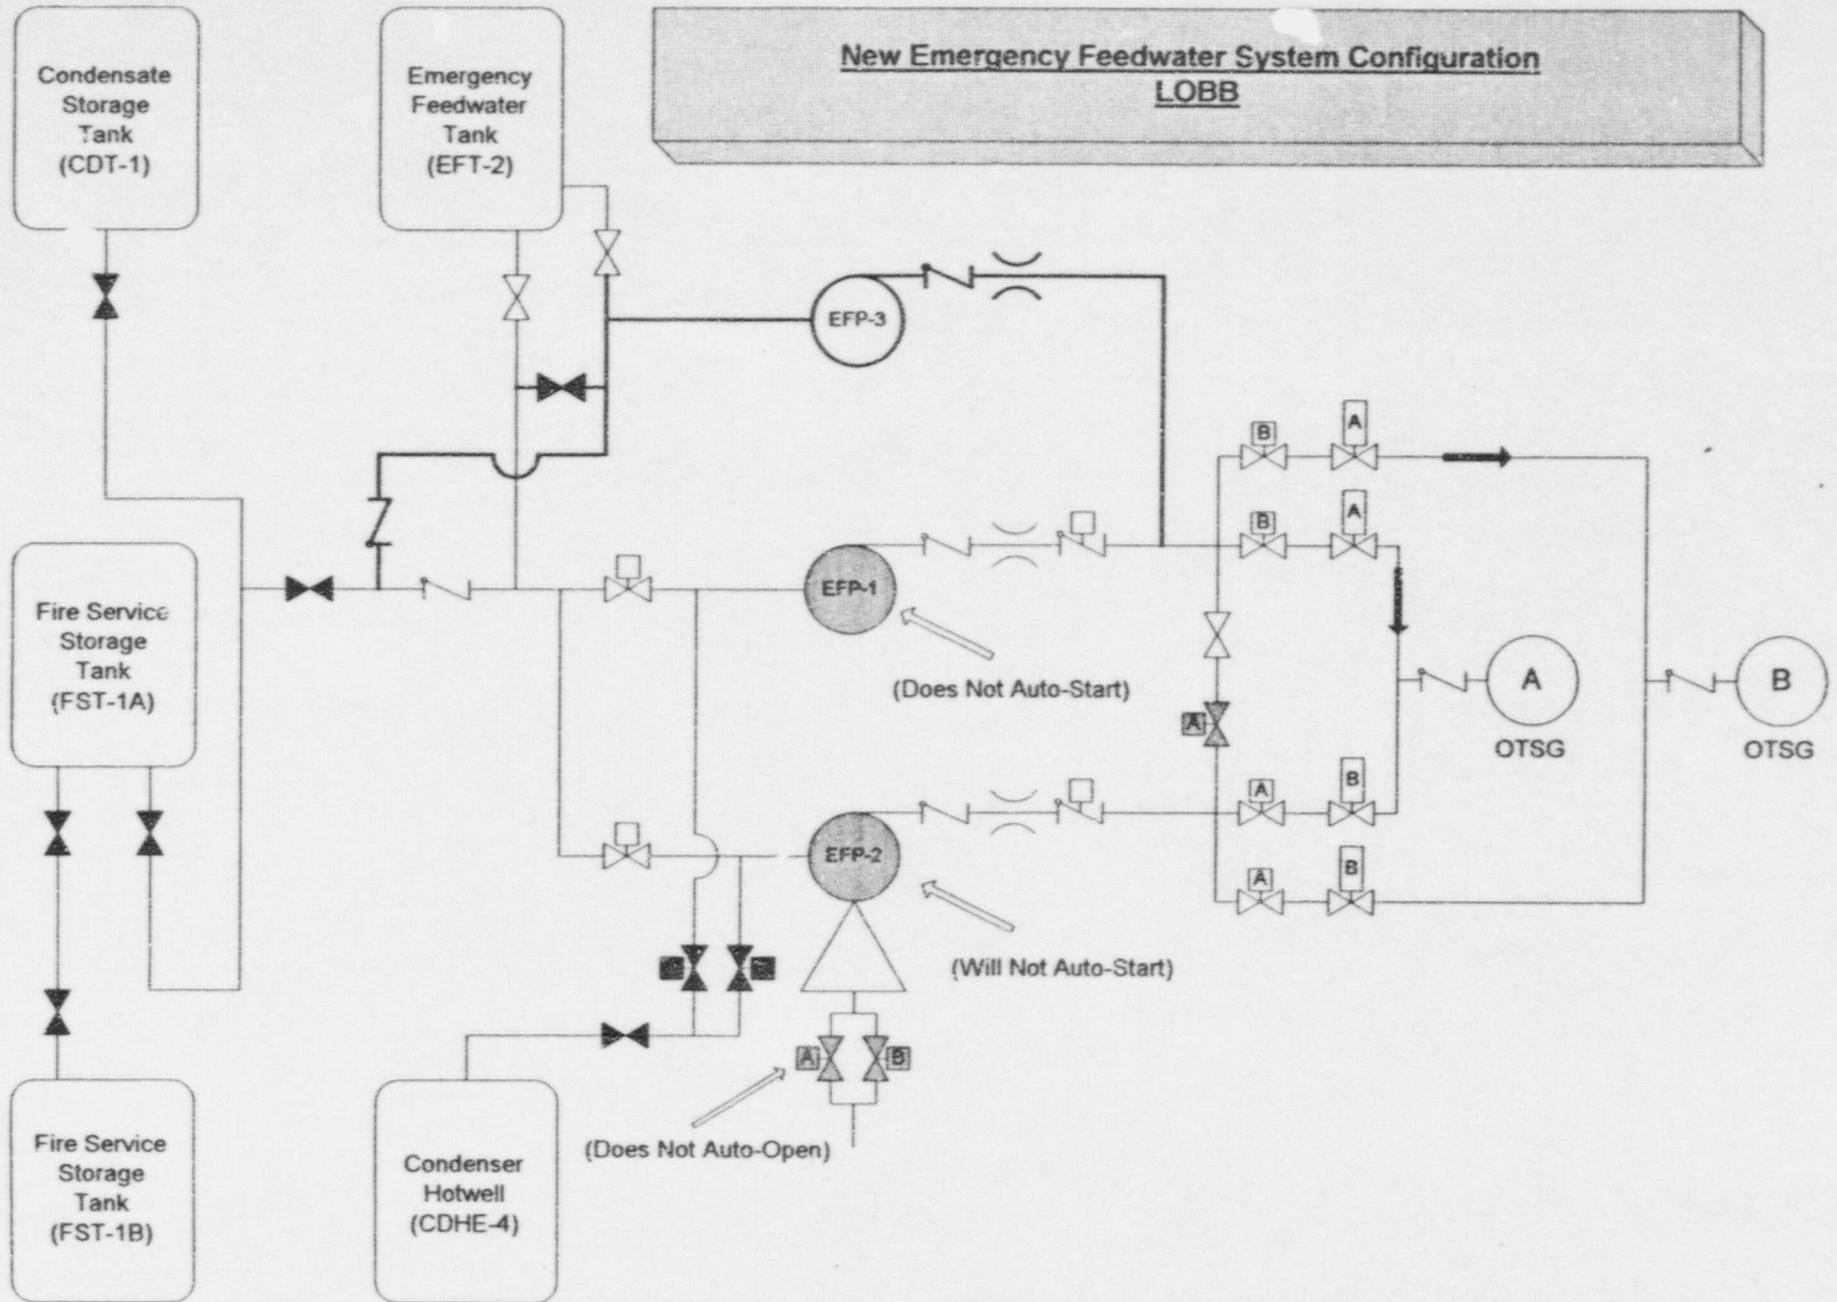 New Emergency Feedwater System Configuration
LOBB
Condensate
Storage
Tank
(CDT-1)
Emergency
Feedwater
Tank
(EFT-2)
EFP-3
B
A
B
A
Fire Service
Storage
Tank
(FST-1A)
EFP-1
(Does Not Auto-Start)
A
OTSG
B
OTSG
A
A
B
EFP-2
A
B
(Will Not Auto-Start)
A
B
(Does Not Auto-Open)
Fire Service
Storage
Tank
(FST-1B)
Condenser
Hotwell
(CDHE-4)